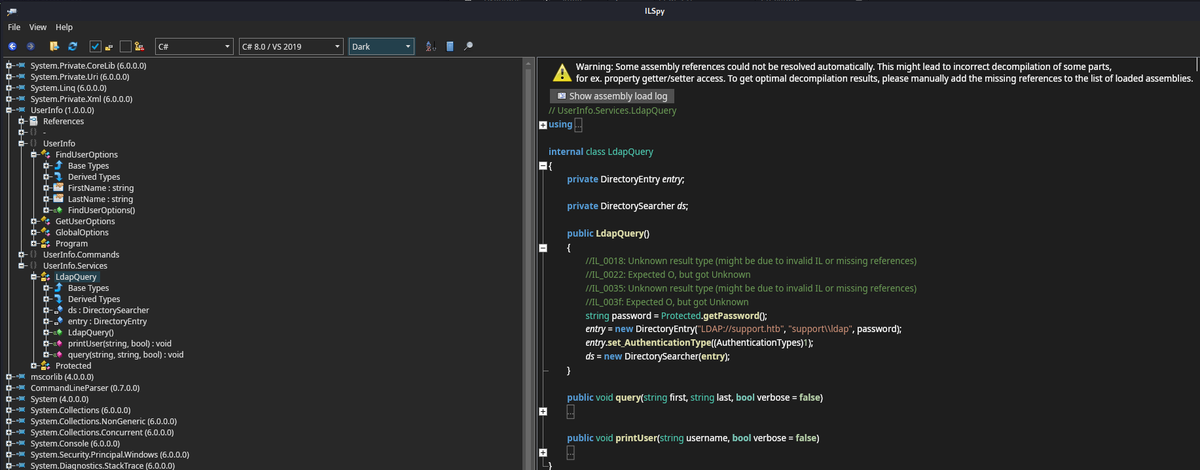 ILSpy
File View Help
C# C# 8.0 / VS 2019 Dark
System.Private.CoreLib (6.0.0.0)
System.Private.Uri (6.0.0.0)
System.Linq (6.0.0.0)
System.Private.Xml (6.0.0.0)
UserInfo (1.0.0.0)
References
{} -
{} UserInfo
FindUserOptions
Base Types
Derived Types
FirstName : string
LastName : string
FindUserOptions()
GetUserOptions
GlobalOptions
Program
{} UserInfo.Commands
{} UserInfo.Services
LdapQuery
Base Types
Derived Types
ds : DirectorySearcher
entry : DirectoryEntry
LdapQuery()
printUser(string, bool) : void
query(string, string, bool) : void
Protected
mscorlib (4.0.0.0)
CommandLineParser (0.7.0.0)
System (4.0.0.0)
System.Collections (6.0.0.0)
System.Collections.NonGeneric (6.0.0.0)
System.Collections.Concurrent (6.0.0.0)
System.Console (6.0.0.0)
System.Security.Principal.Windows (6.0.0.0)
System.Diagnostics.StackTrace (6.0.0.0)
Warning: Some assembly references could not be resolved automatically. This might lead to incorrect decompilation of some parts,
for ex. property getter/setter access. To get optimal decompilation results, please manually add the missing references to the list of loaded assemblies.
Show assembly load log
// UserInfo.Services.LdapQuery
using ...
internal class LdapQuery
{
private DirectoryEntry entry;
private DirectorySearcher ds;
public LdapQuery()
{
//IL_0018: Unknown result type (might be due to invalid IL or missing references)
//IL_0022: Expected O, but got Unknown
//IL_0035: Unknown result type (might be due to invalid IL or missing references)
//IL_003f: Expected O, but got Unknown
string password = Protected.getPassword();
entry = new DirectoryEntry("LDAP://support.htb", "support\\ldap", password);
entry.set_AuthenticationType((AuthenticationTypes)1);
ds = new DirectorySearcher(entry);
}
public void query(string first, string last, bool verbose = false)
...
public void printUser(string username, bool verbose = false)
...
}